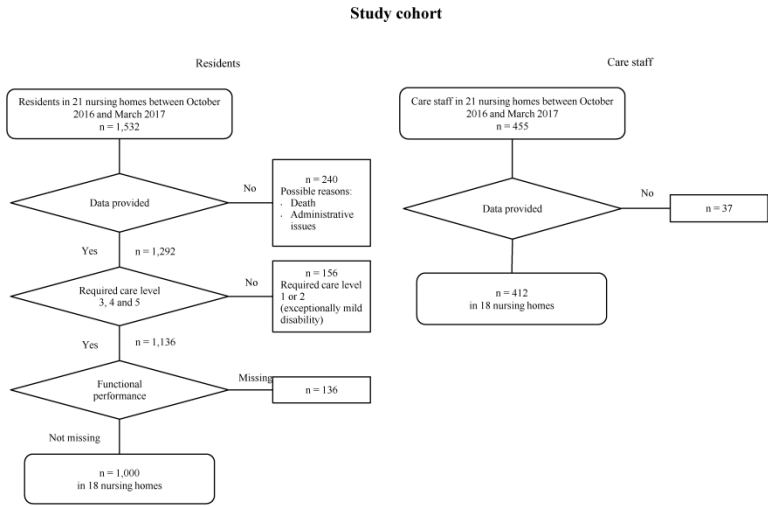 Study cohort
Residents
Residents in 21 nursing homes between October
2016 and March 2017
n = 1,532
Data provided
No
n = 240
Possible reasons:
· Death
· Administrative
issues
Yes
n = 1,292
Required care level
3, 4 and 5
No
n = 156
Required care level
1 or 2
(exceptionally mild
disability)
Yes
n = 1,136
Functional
performance
Missing
n = 136
Not missing
n = 1,000
in 18 nursing homes
Care staff
Care staff in 21 nursing homes between October
2016 and March 2017
n = 455
Data provided
No
n = 37
n = 412
in 18 nursing homes